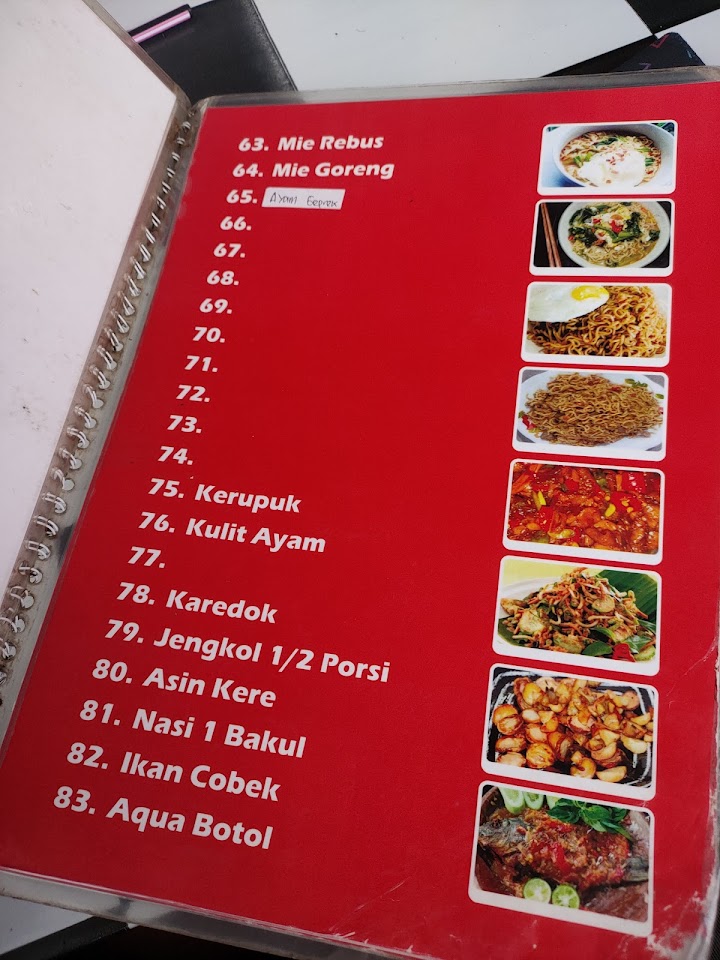 63. Mie Rebus
64. Mie Goreng
65. Ayam Geprek
66.
67.
68.
69.
70.
71.
72.
73.
74.
75. Kerupuk
76. Kulit Ayam
77.
78. Karedok
79. Jengkol 1/2 Porsi
80. Asin Kere
81. Nasi 1 Bakul
82. Ikan Cobek
83. Aqua Botol